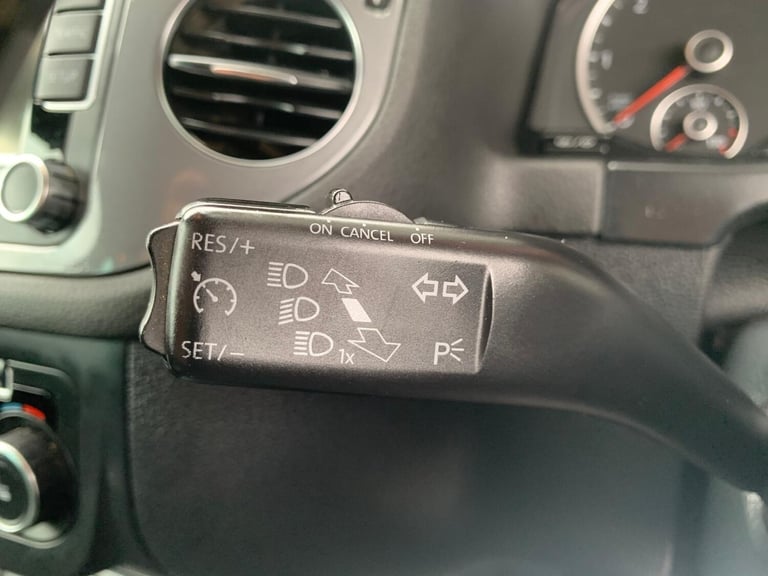 ON CANCEL OFF
RES/+
SET/-
1x
P